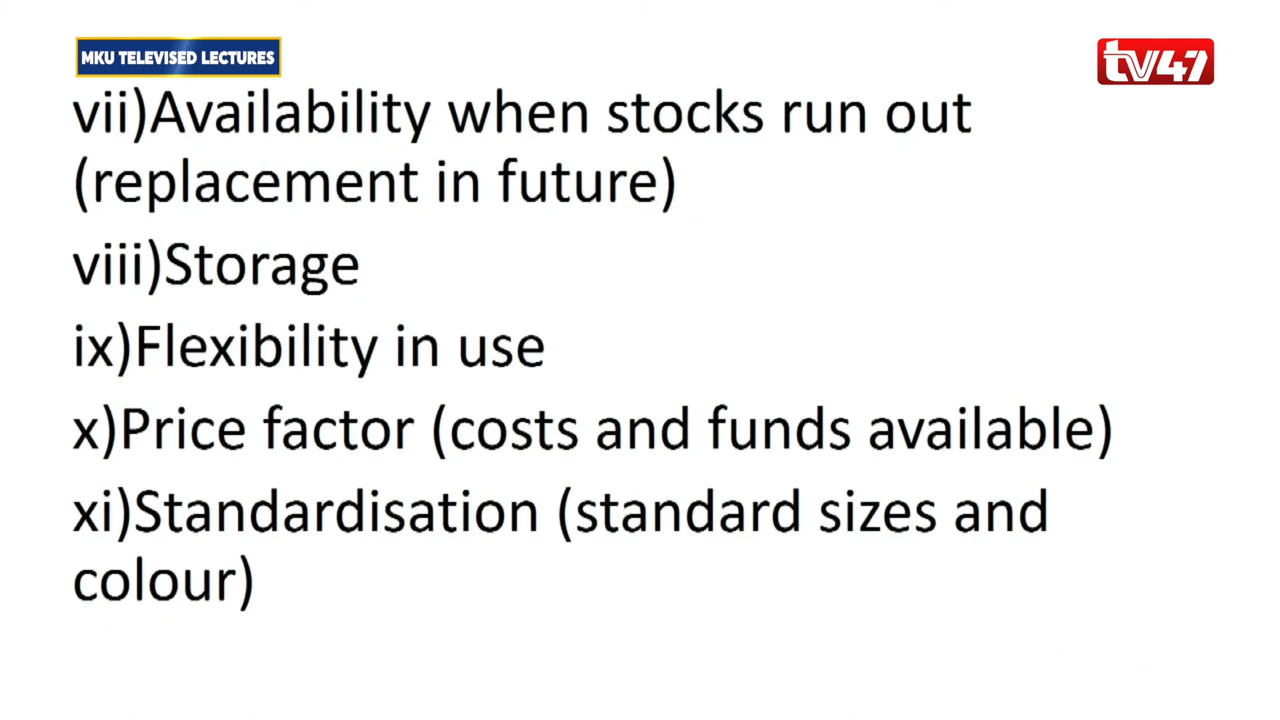 MKU TELEVISED LECTURES
tv47
vii)Availability when stocks run out
(replacement in future)
viii)Storage
ix)Flexibility in use
x)Price factor (costs and funds available)
xi)Standardisation (standard sizes and
colour)